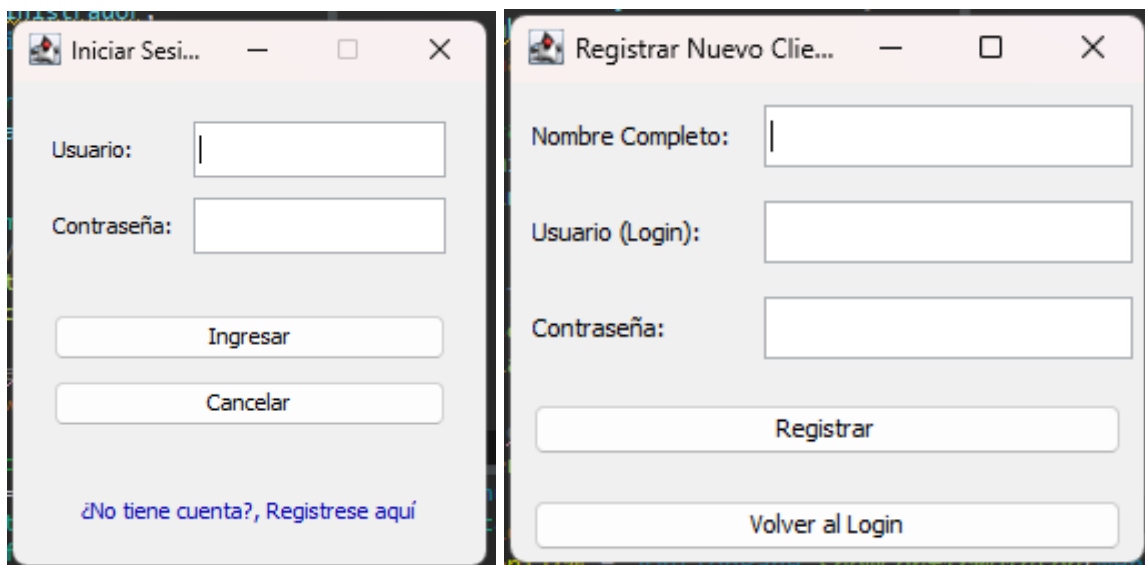 Iniciar Sesi...
Usuario:
Contraseña:
Ingresar
Cancelar
¿No tiene cuenta?, Registrese aquí
Registrar Nuevo Clie...
Nombre Completo:
Usuario (Login):
Contraseña:
Registrar
Volver al Login